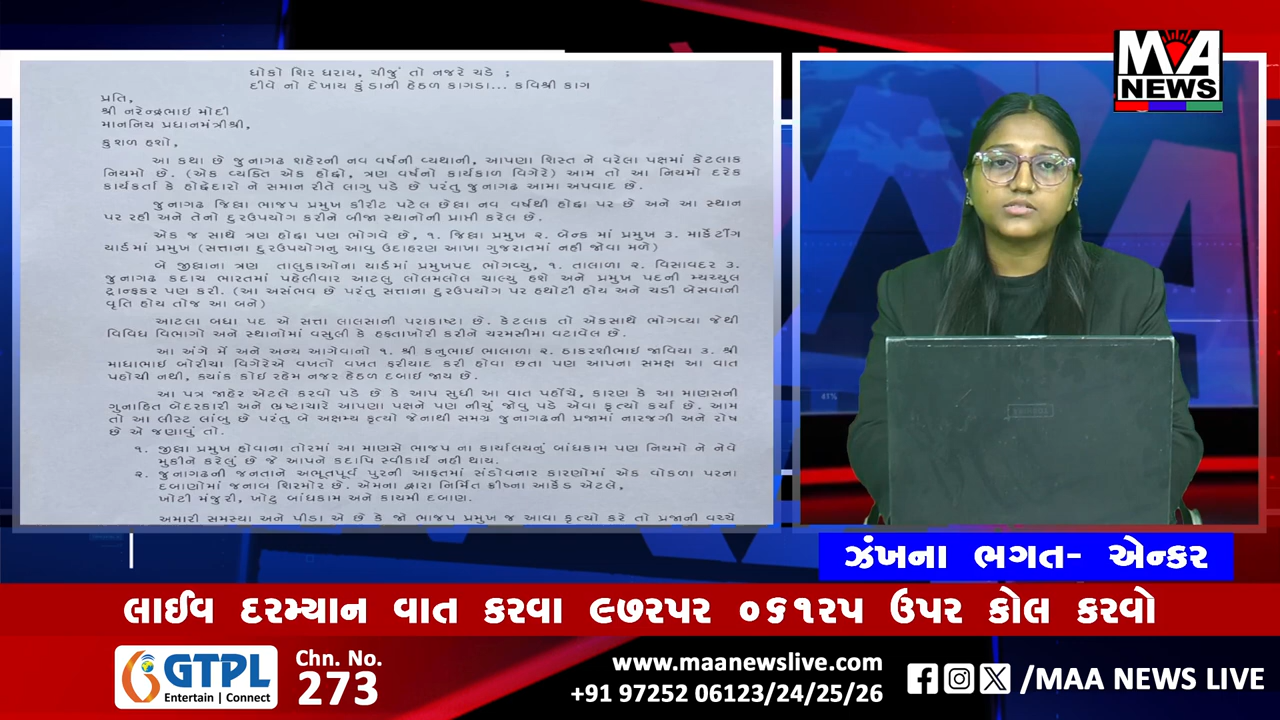 ધોકો શિર ધરાય, ચીજું તો નજરે ચડે ;
દીવે નો દેખાય કુંડાની હેઠળ કાગડા... કવિશ્રી કાગ
પ્રતિ,
શ્રી નરેન્દ્રભાઇ મોદી
માનનિય પ્રધાનમંત્રીશ્રી,
કુશળ હશો,
આ કથા છે જુનાગઢ શહેરની નવ વર્ષની વ્યથાની, આપણા શિસ્ત ને વરેલા પક્ષમાં કેટલાક
નિયમો છે. (એક વ્યક્તિ એક હોદ્દો, ત્રણ વર્ષનો કાર્યકાળ વિગેરે) આમ તો આ નિયમો દરેક
કાર્યકર્તા કે હોદ્દેદારો ને સમાન રીતે લાગુ પડે છે પરંતુ જુનાગઢ આમા અપવાદ છે.
જુનાગઢ જિલ્લા ભાજપ પ્રમુખ કીરીટ પટેલ છેલ્લા નવ વર્ષથી હોદ્દા પર છે અને આ સ્થાન
પર રહી અને તેનો દુરઉપયોગ કરીને બીજા સ્થાનોની પ્રાપ્તી કરેલ છે.
એક જ સાથે ત્રણ હોદ્દા પણ ભોગવે છે, ૧. જિલ્લા પ્રમુખ ૨. બેન્ક માં પ્રમુખ ૩. માર્કેટીંગ
યાર્ડમાં પ્રમુખ (સત્તાના દુરઉપયોગનુ આવુ ઉદાહરણ આખા ગુજરાતમાં નહી જોવા મળે)
બે જીલ્લાના ત્રણ તાલુકાઓના યાર્ડમાં પ્રમુખપદ ભોગવ્યુ, ૧. તાલાળા ૨. વિસાવદર ૩.
જુનાગઢ કદાચ ભારતમાં પહેલીવાર આટલુ લોલમલોલ ચાલ્યુ હશે અને પ્રમુખ પદની મ્યુચ્યુલ
ટ્રાન્સફર પણ કરી. (આ અસંભવ છે પરંતુ સત્તાના દુરઉપયોગ પર હથોટી હોય અને ચડી બેસવાની
વૃતિ હોય તોજ આ બને)
આટલા બધા પદ એ સત્તા લાલસાની પરાકાષ્ટા છે. કેટલાક તો એકસાથે ભોગવ્યા જેથી
વિવિધ વિભાગો અને સ્થાનોમાં વસુલી કે હફતાખોરી કરીને ચરમસીમા વટાવેલ છે.
આ અંગે મેં અને અન્ય આગેવાનો ૧. શ્રી કનુભાઇ ભાલાળા ૨. ઠાકરશીભાઇ જાવિયા ૩. શ્રી
માધાભાઇ બોરીચા વિગેરેએ વખતો વખત ફરીયાદ કરી હોવા છતા પણ આપના સમક્ષ આ વાત
પહોંચી નથી, ક્યાંક કોઇ રહેમ નજર હેઠળ દબાઇ જાય છે.
આ પત્ર જાહેર એટલે કરવો પડે છે કે આપ સુધી આ વાત પહોંચે, કારણ કે આ માણસની
ગુનાહિત બેદરકારી અને ભ્રષ્ટાચારે આપણા પક્ષને પણ નીચું જોવુ પડે એવા કૃત્યો કર્યા છે. આમ
તો આ લીસ્ટ લાંબુ છે પરંતુ બે અક્ષમ્ય કૃત્યો જેનાથી સમગ્ર જુનાગઢની પ્રજામાં નારજગી અને રોષ
છે એ જણાવું તો.
૧. જીલ્લા પ્રમુખ હોવાના તોરમાં આ માણસે ભાજપ ના કાર્યાલયનું બાંધકામ પણ નિયમો ને નેવે
મુકીને કરેલું છે જે આપને કદાપિ સ્વીકાર્ય નહી થાય.
૨. જુનાગઢની જનતાને અભૂતપૂર્વ પુરની આફતમાં સંડોવનાર કારણોમાં એક વોકળા પરના
દબાણોમાં જનાબ શિરમોર છે. એમના દ્વારા નિર્મિત ક્રીષ્ના આર્કેડ એટલે,
ખોટી મંજુરી, ખોટુ બાંધકામ અને કાયમી દબાણ.
અમારી સમસ્યા અને પીડા એ છે કે જો ભાજપ પ્રમુખ જ આવા કૃત્યો કરે તો પ્રજાની વચ્ચે
MAA
NEWS
ઝંખના ભગત- એન્કર
લાઈવ દરમ્યાન વાત કરવા ૯૭૨૫૨ ૦૬૧૨૫ ઉપર કોલ કરવો
GTPL
Entertain | Connect
Chn. No.
273
www.maanewslive.com
+91 97252 06123/24/25/26
/MAA NEWS LIVE